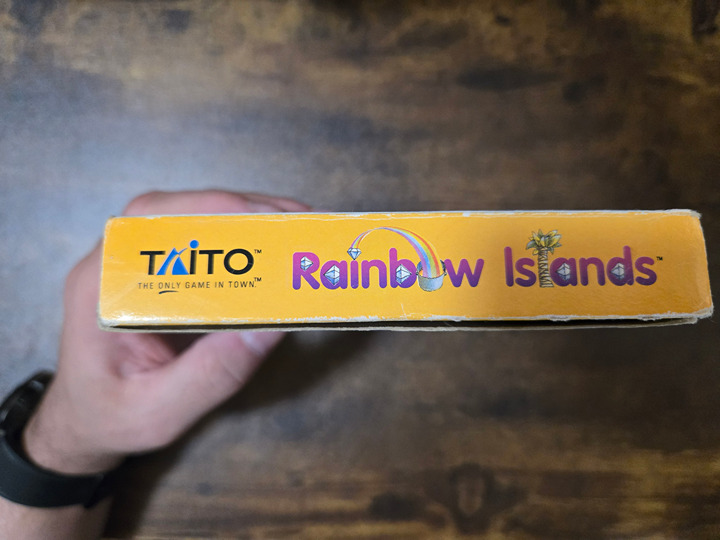 TAITO™
THE ONLY GAME IN TOWN.™
Rainbow Islands™